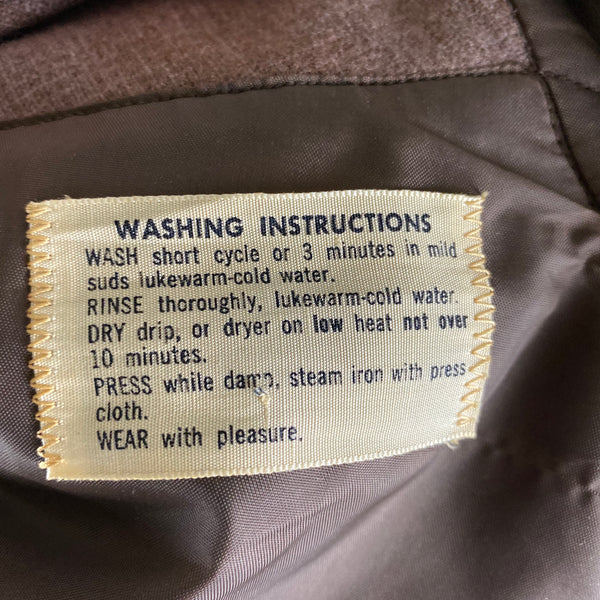 WASHING INSTRUCTIONS
WASH short cycle or 3 minutes in mild
suds lukewarm-cold water.
RINSE thoroughly, lukewarm-cold water.
DRY drip, or dryer on low heat not over
10 minutes.
PRESS while damp, steam iron with press
cloth.
WEAR with pleasure.